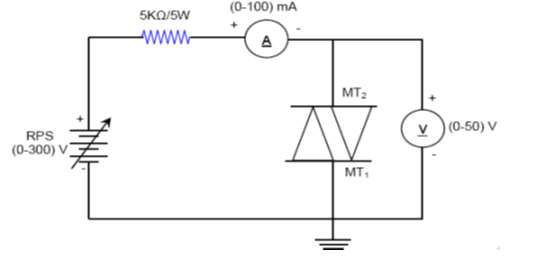 (0-100) mA
5KΩ/5W
+ A -
MT₂
+
RPS
(0-300) V
+
-
V (0-50) V
-
MT₁